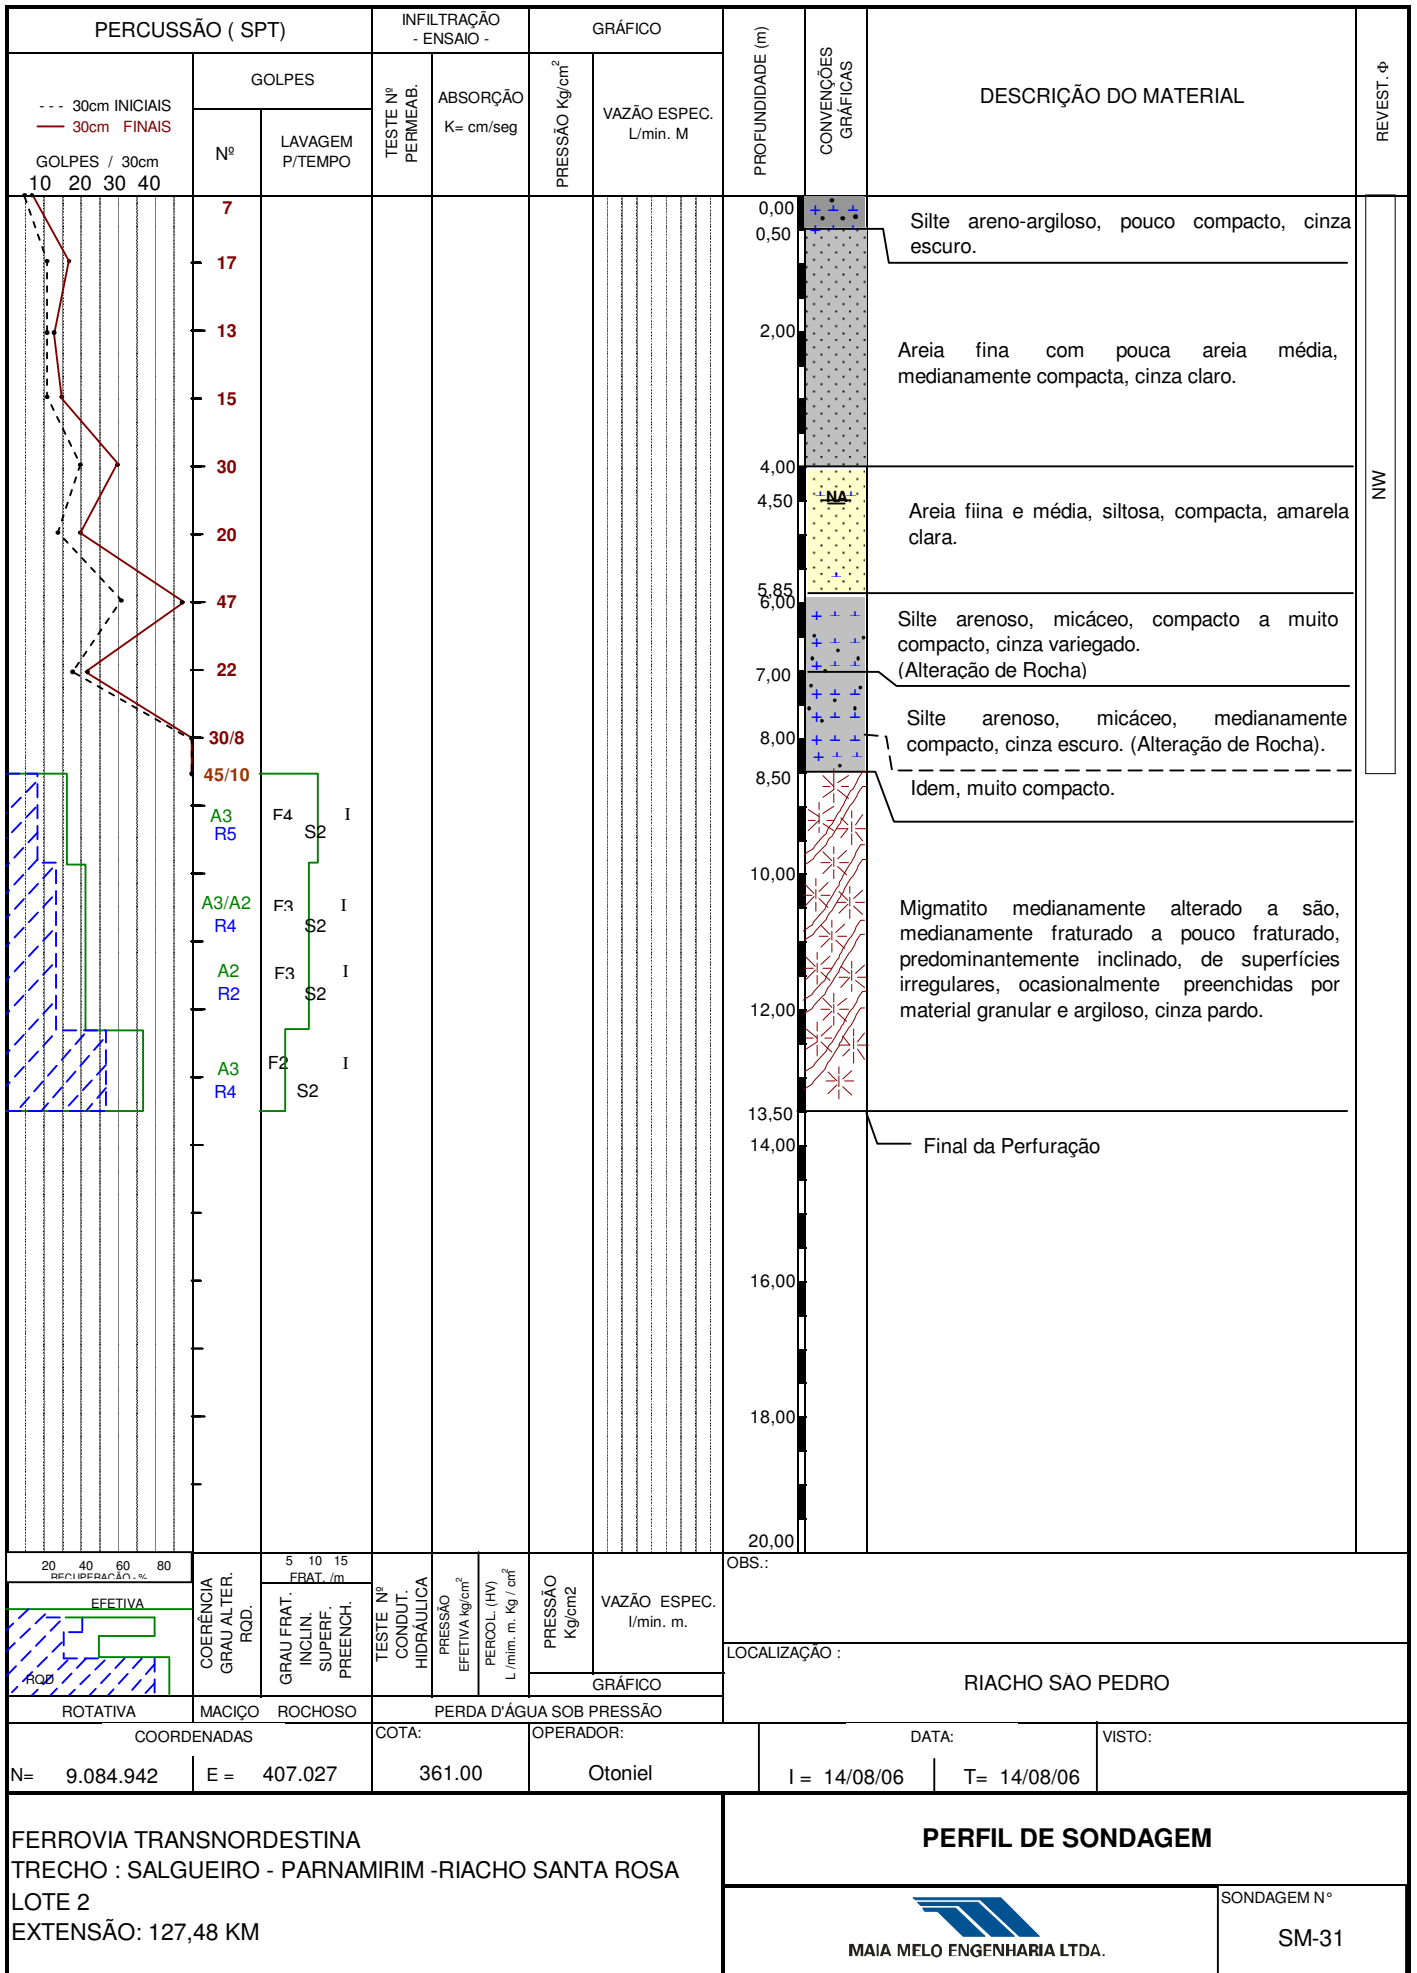 PERCUSSÃO ( SPT)
INFILTRAÇÃO
- ENSAIO -
GRÁFICO
PROFUNDIDADE (m)
CONVENÇÕES
GRÁFICAS
DESCRIÇÃO DO MATERIAL
REVEST. Φ
--- 30cm INICIAIS
30cm FINAIS
GOLPES / 30cm
10 20 30 40
GOLPES
Nº
LAVAGEM
P/TEMPO
TESTE Nº
PERMEAB.
ABSORÇÃO
K= cm/seg
PRESSÃO Kg/cm²
VAZÃO ESPEC.
L/min. M
7
17
13
15
30
20
47
22
30/8
45/10
A3
R5
F4
S2
I
A3/A2
R4
F3
S2
I
A2
R2
F3
S2
I
A3
R4
F2
S2
I
0,00
0,50
2,00
4,00
4,50
5,85
6,00
7,00
8,00
8,50
10,00
12,00
13,50
14,00
16,00
18,00
20,00
NA
Silte areno-argiloso, pouco compacto, cinza
escuro.
Areia fina com pouca areia média,
medianamente compacta, cinza claro.
Areia fiina e média, siltosa, compacta, amarela
clara.
Silte arenoso, micáceo, compacto a muito
compacto, cinza variegado.
(Alteração de Rocha)
Silte arenoso, micáceo, medianamente
compacto, cinza escuro. (Alteração de Rocha).
Idem, muito compacto.
Migmatito medianamente alterado a são,
medianamente fraturado a pouco fraturado,
predominantemente inclinado, de superfícies
irregulares, ocasionalmente preenchidas por
material granular e argiloso, cinza pardo.
Final da Perfuração
NW
20 40 60 80
RECUPERAÇÃO - %
EFETIVA
RQD
ROTATIVA
COERÊNCIA
GRAU ALTER.
RQD.
5 10 15
FRAT. /m
GRAU FRAT.
INCLIN.
SUPERF.
PREENCH.
MACIÇO ROCHOSO
TESTE Nº
CONDUT.
HIDRÁULICA
PRESSÃO
EFETIVA kg/cm²
PERCOL. (HV)
L /mim. m. Kg / cm²
PRESSÃO
Kg/cm2
VAZÃO ESPEC.
l/min. m.
GRÁFICO
PERDA D'ÁGUA SOB PRESSÃO
OBS.:
LOCALIZAÇÃO :
RIACHO SAO PEDRO
COORDENADAS
N= 9.084.942
E = 407.027
COTA:
361.00
OPERADOR:
Otoniel
DATA:
I = 14/08/06
T= 14/08/06
VISTO:
FERROVIA TRANSNORDESTINA
TRECHO : SALGUEIRO - PARNAMIRIM -RIACHO SANTA ROSA
LOTE 2
EXTENSÃO: 127,48 KM
PERFIL DE SONDAGEM
MAIA MELO ENGENHARIA LTDA.
SONDAGEM N°
SM-31